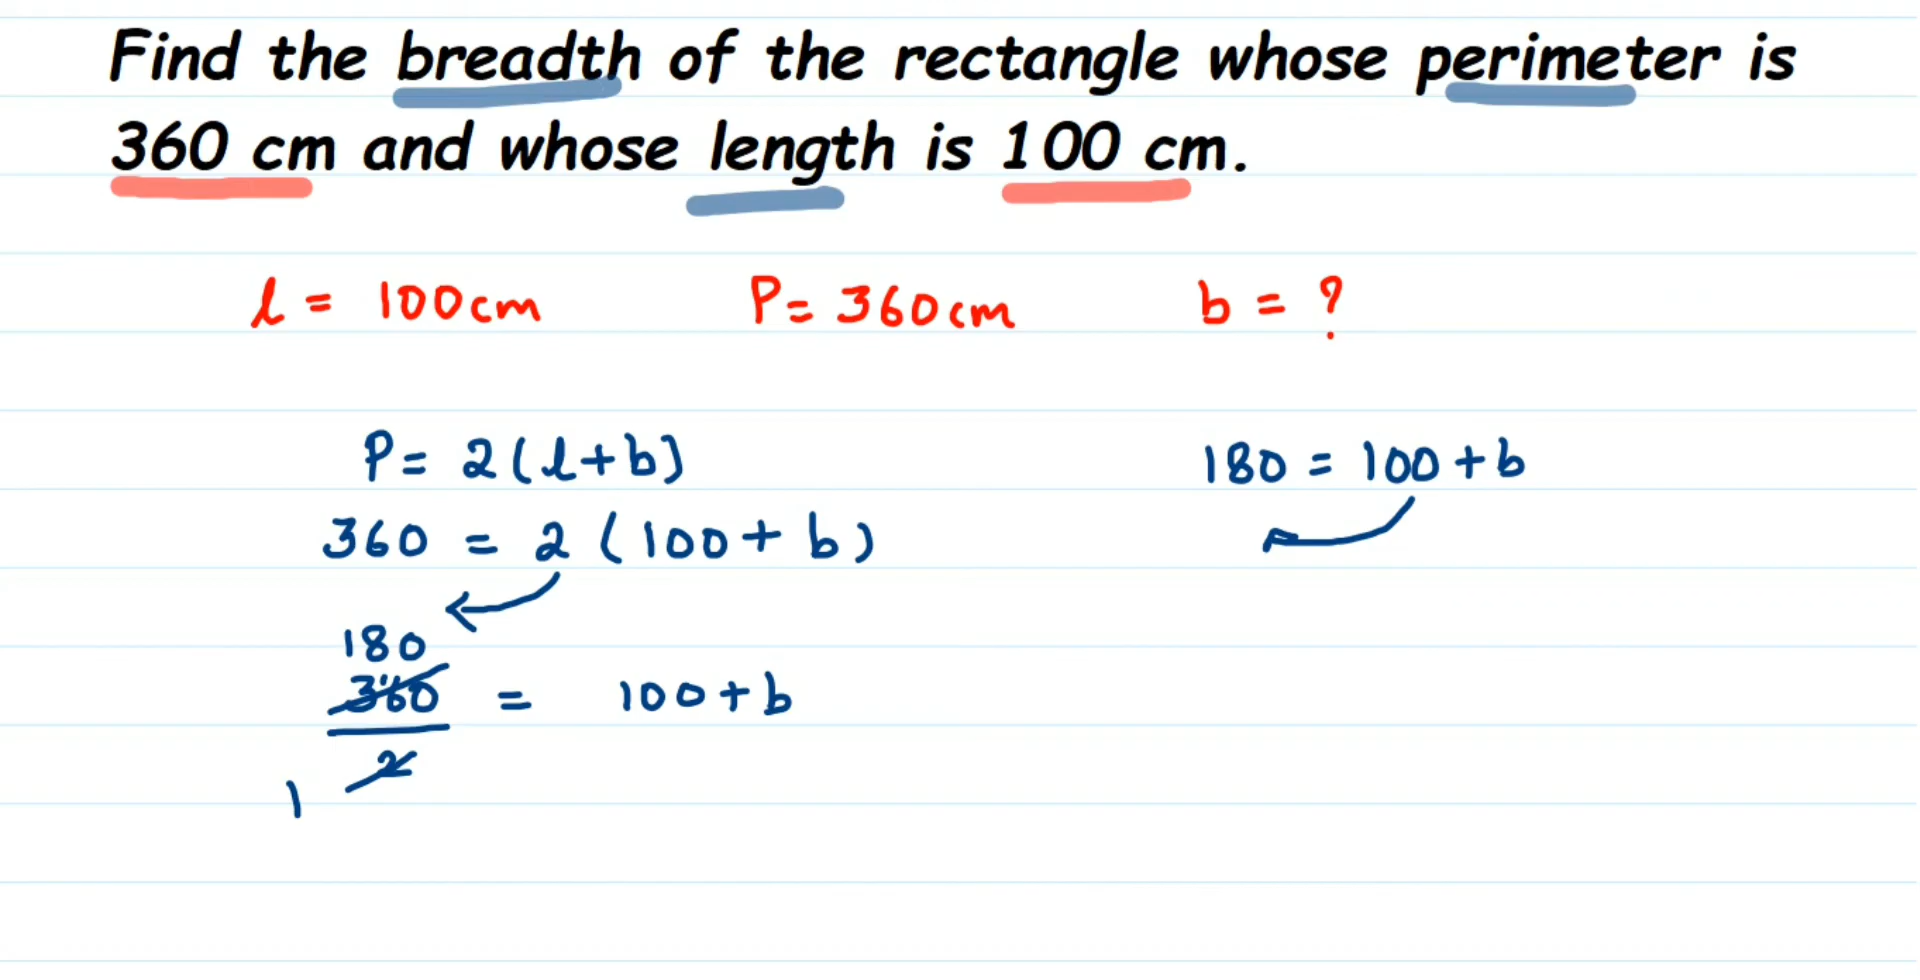 Find the breadth of the rectangle whose perimeter is
360 cm and whose length is 100 cm.
l = 100cm P = 360cm b = ?
P = 2(l+b)
360 = 2(100+b)
180
360 = 100+b
2
1
180 = 100+b